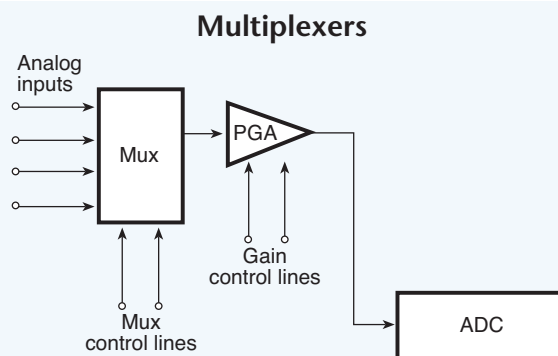 Multiplexers
Analog
inputs
Mux
PGA
Gain
control lines
Mux
control lines
ADC